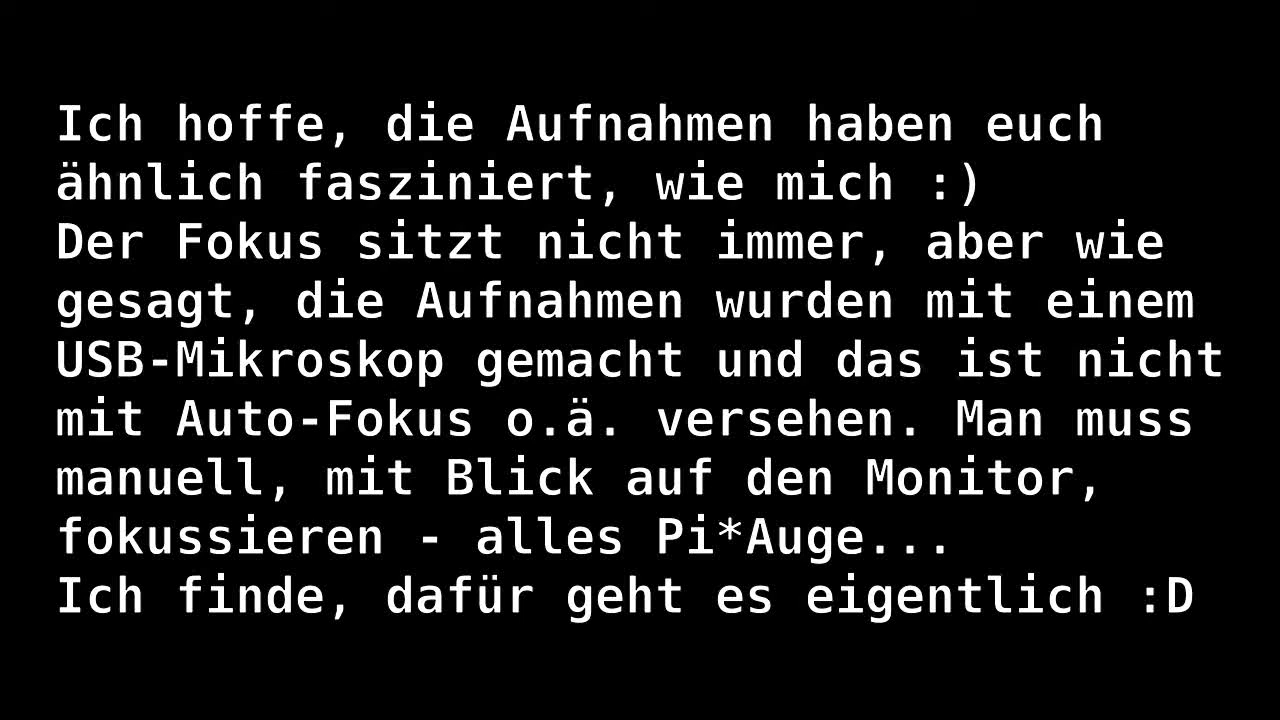 Ich hoffe, die Aufnahmen haben euch
ähnlich fasziniert, wie mich :)
Der Fokus sitzt nicht immer, aber wie
gesagt, die Aufnahmen wurden mit einem
USB-Mikroskop gemacht und das ist nicht
mit Auto-Fokus o.ä. versehen. Man muss
manuell, mit Blick auf den Monitor,
fokussieren - alles Pi*Auge...
Ich finde, dafür geht es eigentlich :D